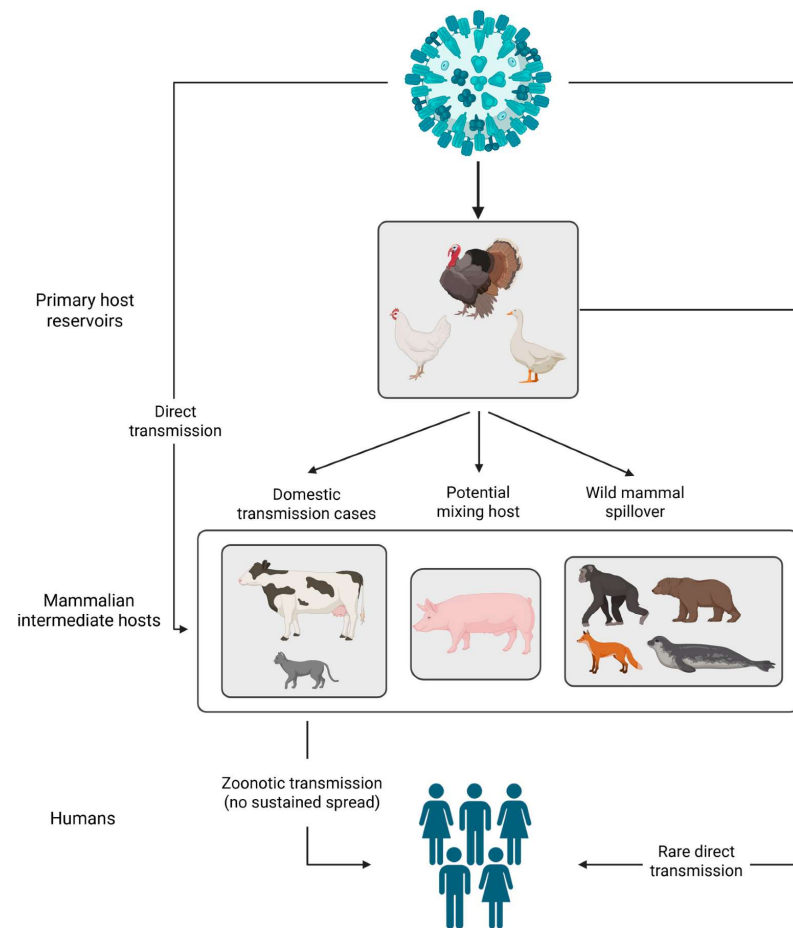 Primary host
reservoirs
Direct
transmission
Domestic
transmission cases
Potential
mixing host
Wild mammal
spillover
Mammalian
intermediate hosts
Zoonotic transmission
(no sustained spread)
Humans
Rare direct
transmission